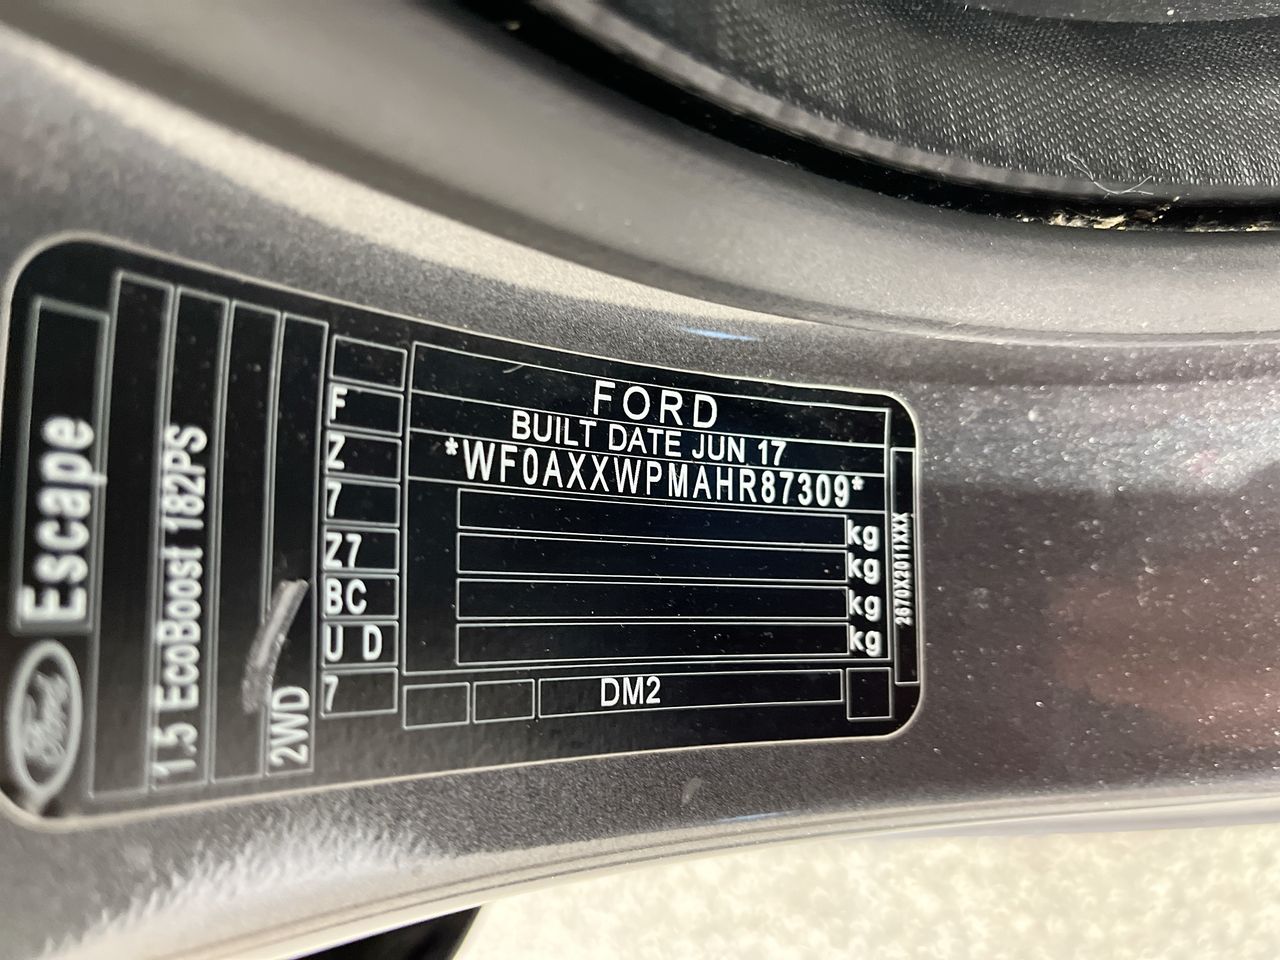 Ford
Escape
1.5 EcoBoost 182PS
2WD
F
Z
7
Z7
BC
U D
7
FORD
BUILT DATE JUN 17
*WF0AXXWPMAHR87309*
kg
kg
kg
kg
DM2
2670X2011XXX